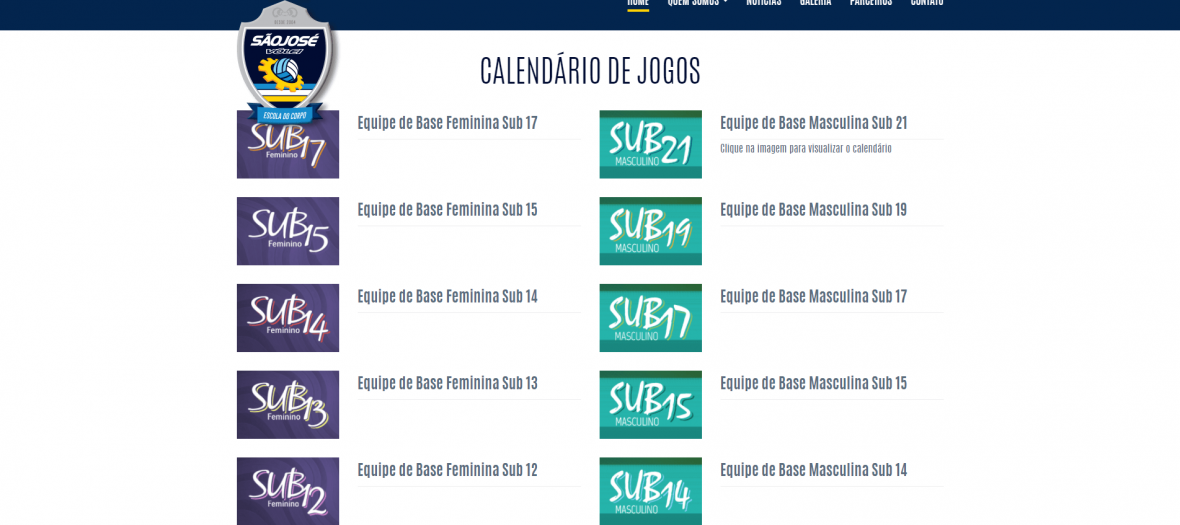 HOME QUEM SOMOS NOTÍCIAS GALERIA PARCEIROS CONTATO
DESDE 2004
SÃO JOSÉ
VÔLEI
ESCOLA DO CORPO
CALENDÁRIO DE JOGOS
SUB 17
Feminino
Equipe de Base Feminina Sub 17
SUB 21
MASCULINO
Equipe de Base Masculina Sub 21
Clique na imagem para visualizar o calendário
SUB 15
Feminino
Equipe de Base Feminina Sub 15
SUB 19
MASCULINO
Equipe de Base Masculina Sub 19
SUB 14
Feminino
Equipe de Base Feminina Sub 14
SUB 17
MASCULINO
Equipe de Base Masculina Sub 17
SUB 13
Feminino
Equipe de Base Feminina Sub 13
SUB 15
MASCULINO
Equipe de Base Masculina Sub 15
SUB 12
Feminino
Equipe de Base Feminina Sub 12
SUB 14
MASCULINO
Equipe de Base Masculina Sub 14